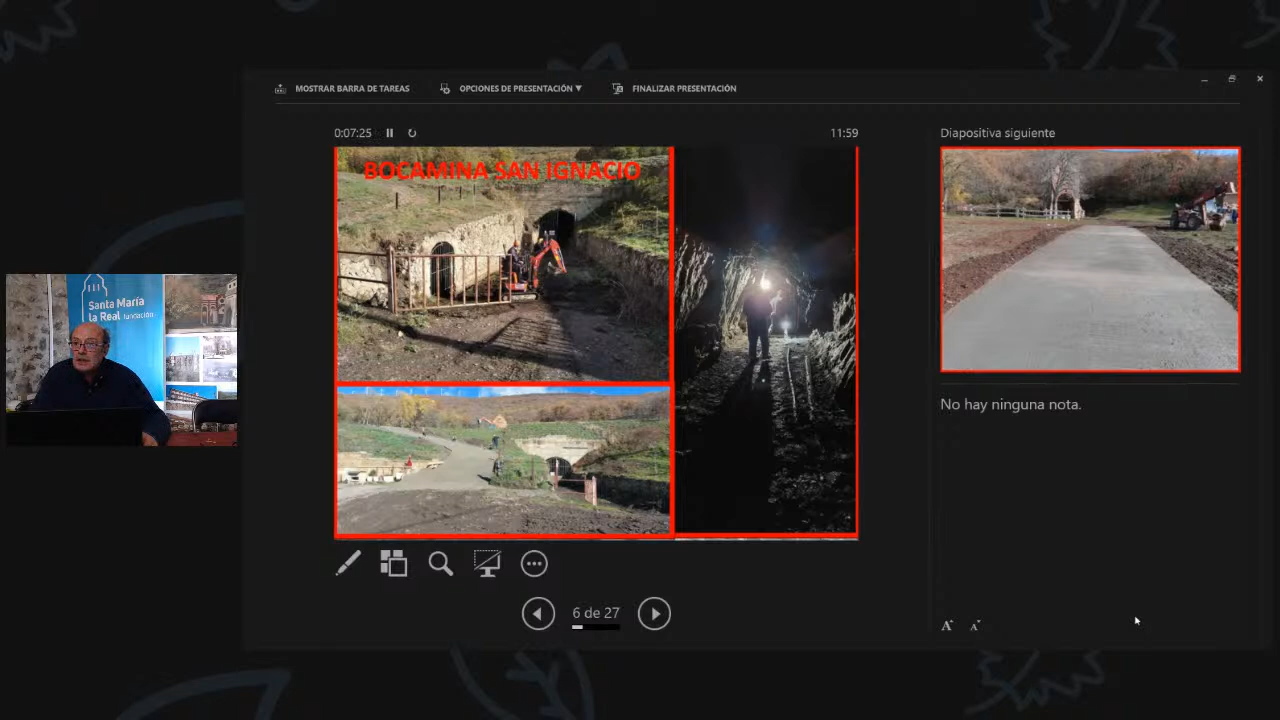 MOSTRAR BARRA DE TAREAS
OPCIONES DE PRESENTACIÓN
FINALIZAR PRESENTACIÓN
0:07:25
11:59
Diapositiva siguiente
BOCAMINA SAN IGNACIO
Santa María
la Real fundación
No hay ninguna nota.
6 de 27
A A